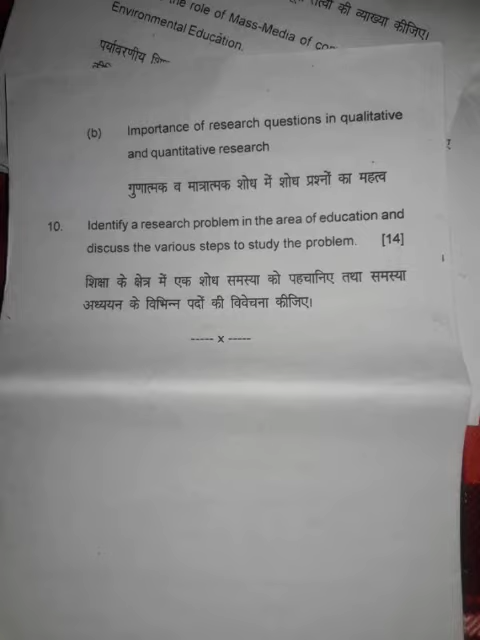 role of Mass-Media of
Environmental Education.
की व्याख्या कीजिए।
पर्यावरणीय
(b) Importance of research questions in qualitative
and quantitative research
गुणात्मक व मात्रात्मक शोध में शोध प्रश्नों का महत्व
10. Identify a research problem in the area of education and
discuss the various steps to study the problem. [14]
शिक्षा के क्षेत्र में एक शोध समस्या को पहचानिए तथा समस्या
अध्ययन के विभिन्न पदों की विवेचना कीजिए।
----- x -----